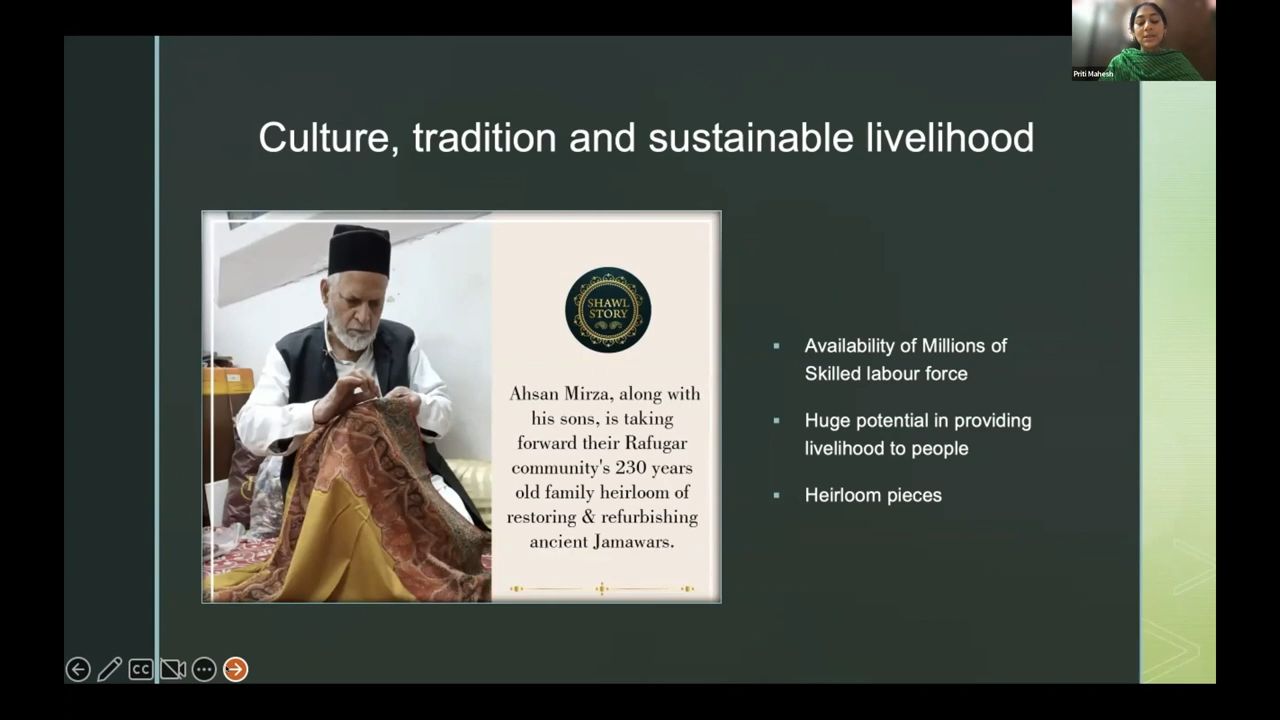 Priti Mahesh
Culture, tradition and sustainable livelihood
SHAWL
STORY
Ahsan Mirza, along with
his sons, is taking
forward their Rafugar
community's 230 years
old family heirloom of
restoring & refurbishing
ancient Jamawars.
Availability of Millions of
Skilled labour force
Huge potential in providing
livelihood to people
Heirloom pieces
CC